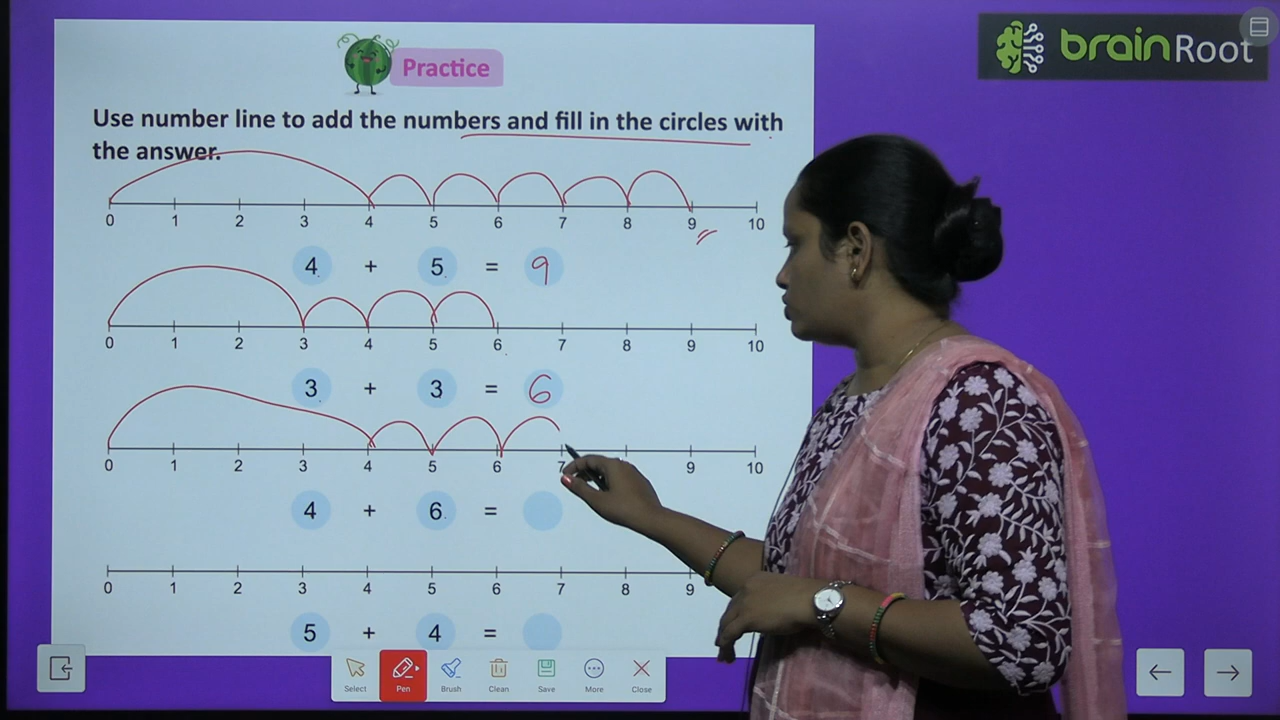 brainRoot
Practice
Use number line to add the numbers and fill in the circles with
the answer.
0 1 2 3 4 5 6 7 8 9 10
4 + 5 = 9
0 1 2 3 4 5 6 7 8 9 10
3 + 3 = 6
0 1 2 3 4 5 6 7 8 9 10
4 + 6 =
0 1 2 3 4 5 6 7 8 9
5 + 4 =
Select Pen Brush Clean Save More Close